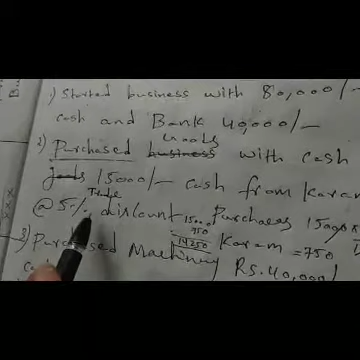 1) Started business with 80,000/-
cash and Bank 40,000/-
goods
2) Purchased business with cash
15000/- cash from Karam
Trade
@ 5% discount Purchases 15000
15000
750
14250
Karam = 750
3) Purchased Machinery Rs. 40,000/